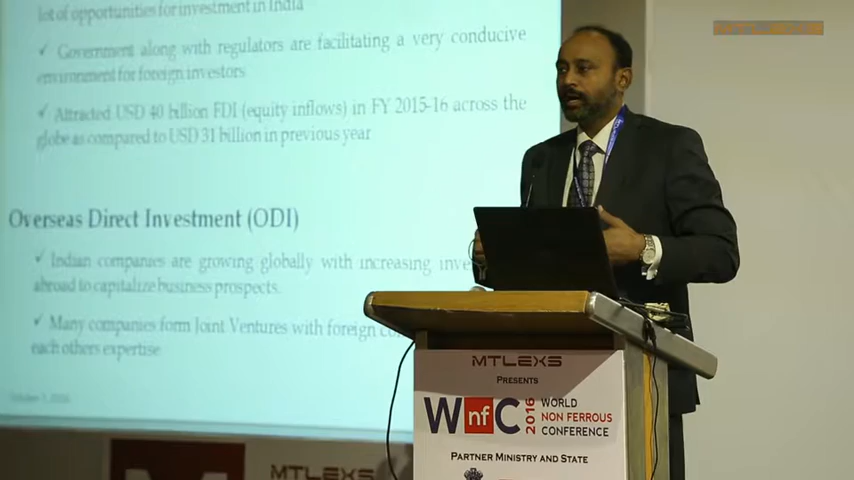 lot of opportunities for investment in India
✓ Government along with regulators are facilitating a very conducive
environment for foreign investors
✓ Attracted USD 40 billion FDI (equity inflows) in FY 2015-16 across the
globe as compared to USD 31 billion in previous year
Overseas Direct Investment (ODI)
✓ Indian companies are growing globally with increasing
abroad to capitalize business prospects.
✓ Many companies form Joint Ventures with foreign
each others expertise
MTLEXS
PRESENTS
WnfC 2016 WORLD
NON FERROUS
CONFERENCE
PARTNER MINISTRY AND STATE
MTLEXS